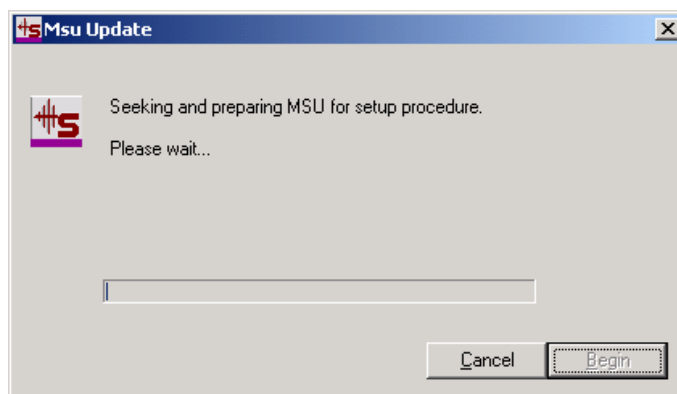 Msu Update
Seeking and preparing MSU for setup procedure.
Please wait...
Cancel
Begin